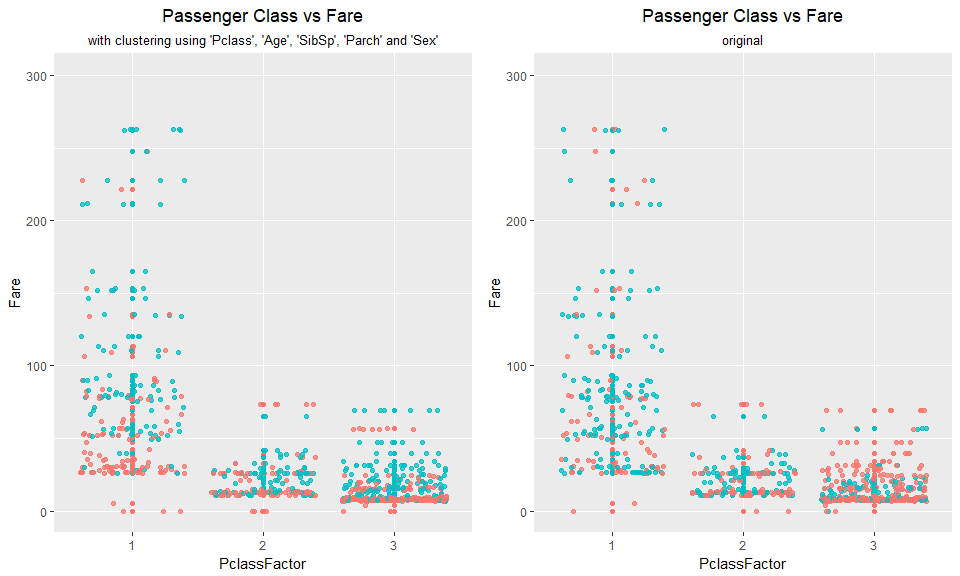 Passenger Class vs Fare
with clustering using 'Pclass', 'Age', 'SibSp', 'Parch' and 'Sex'
300
200
100
0
Fare
1 2 3
PclassFactor
Passenger Class vs Fare
original
300
200
100
0
Fare
1 2 3
PclassFactor